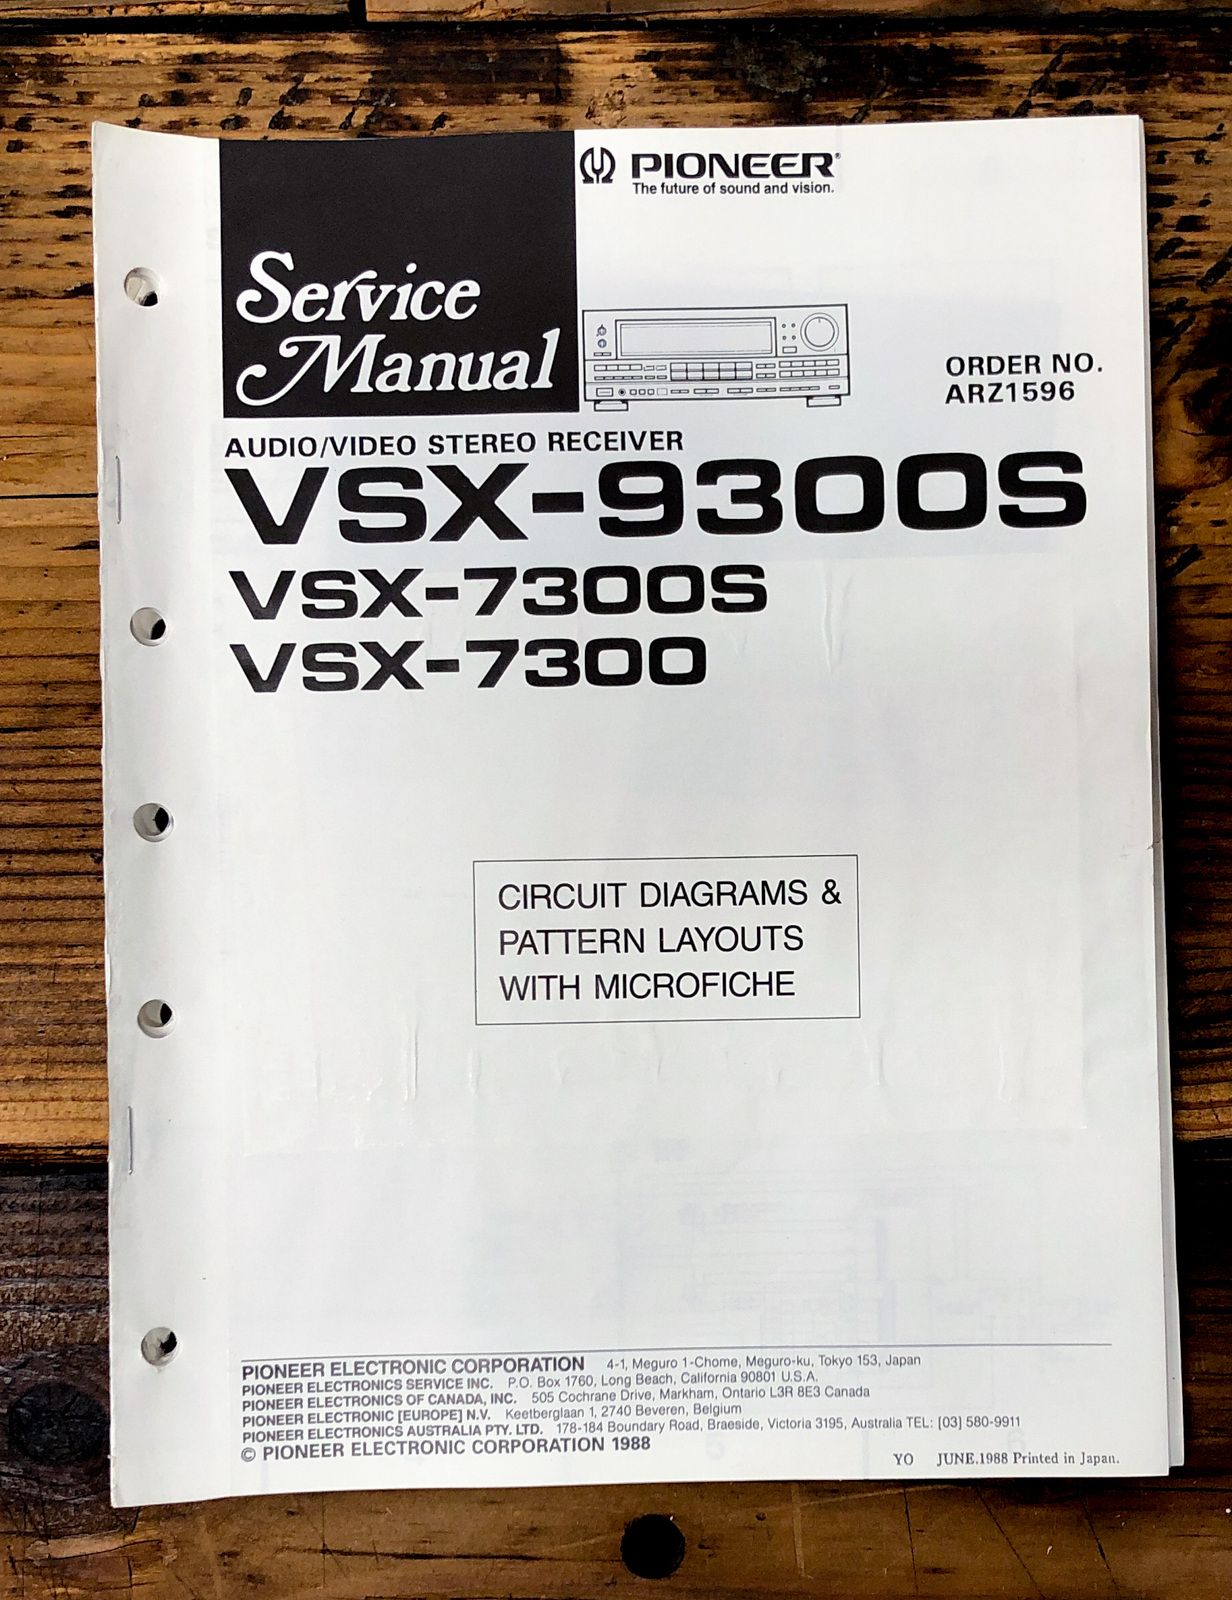 PIONEER®
The future of sound and vision.
Service
Manual
ORDER NO.
ARZ1596
AUDIO/VIDEO STEREO RECEIVER
VSX-9300S
VSX-7300S
VSX-7300
CIRCUIT DIAGRAMS &
PATTERN LAYOUTS
WITH MICROFICHE
PIONEER ELECTRONIC CORPORATION 4-1, Meguro 1-Chome, Meguro-ku, Tokyo 153, Japan
PIONEER ELECTRONICS SERVICE INC. P.O. Box 1760, Long Beach, California 90801 U.S.A.
PIONEER ELECTRONICS OF CANADA, INC. 505 Cochrane Drive, Markham, Ontario L3R 8E3 Canada
PIONEER ELECTRONIC [EUROPE] N.V. Keetberglaan 1, 2740 Beveren, Belgium
PIONEER ELECTRONICS AUSTRALIA PTY. LTD. 178-184 Boundary Road, Braeside, Victoria 3195, Australia TEL: [03] 580-9911
© PIONEER ELECTRONIC CORPORATION 1988
YO JUNE.1988 Printed in Japan.